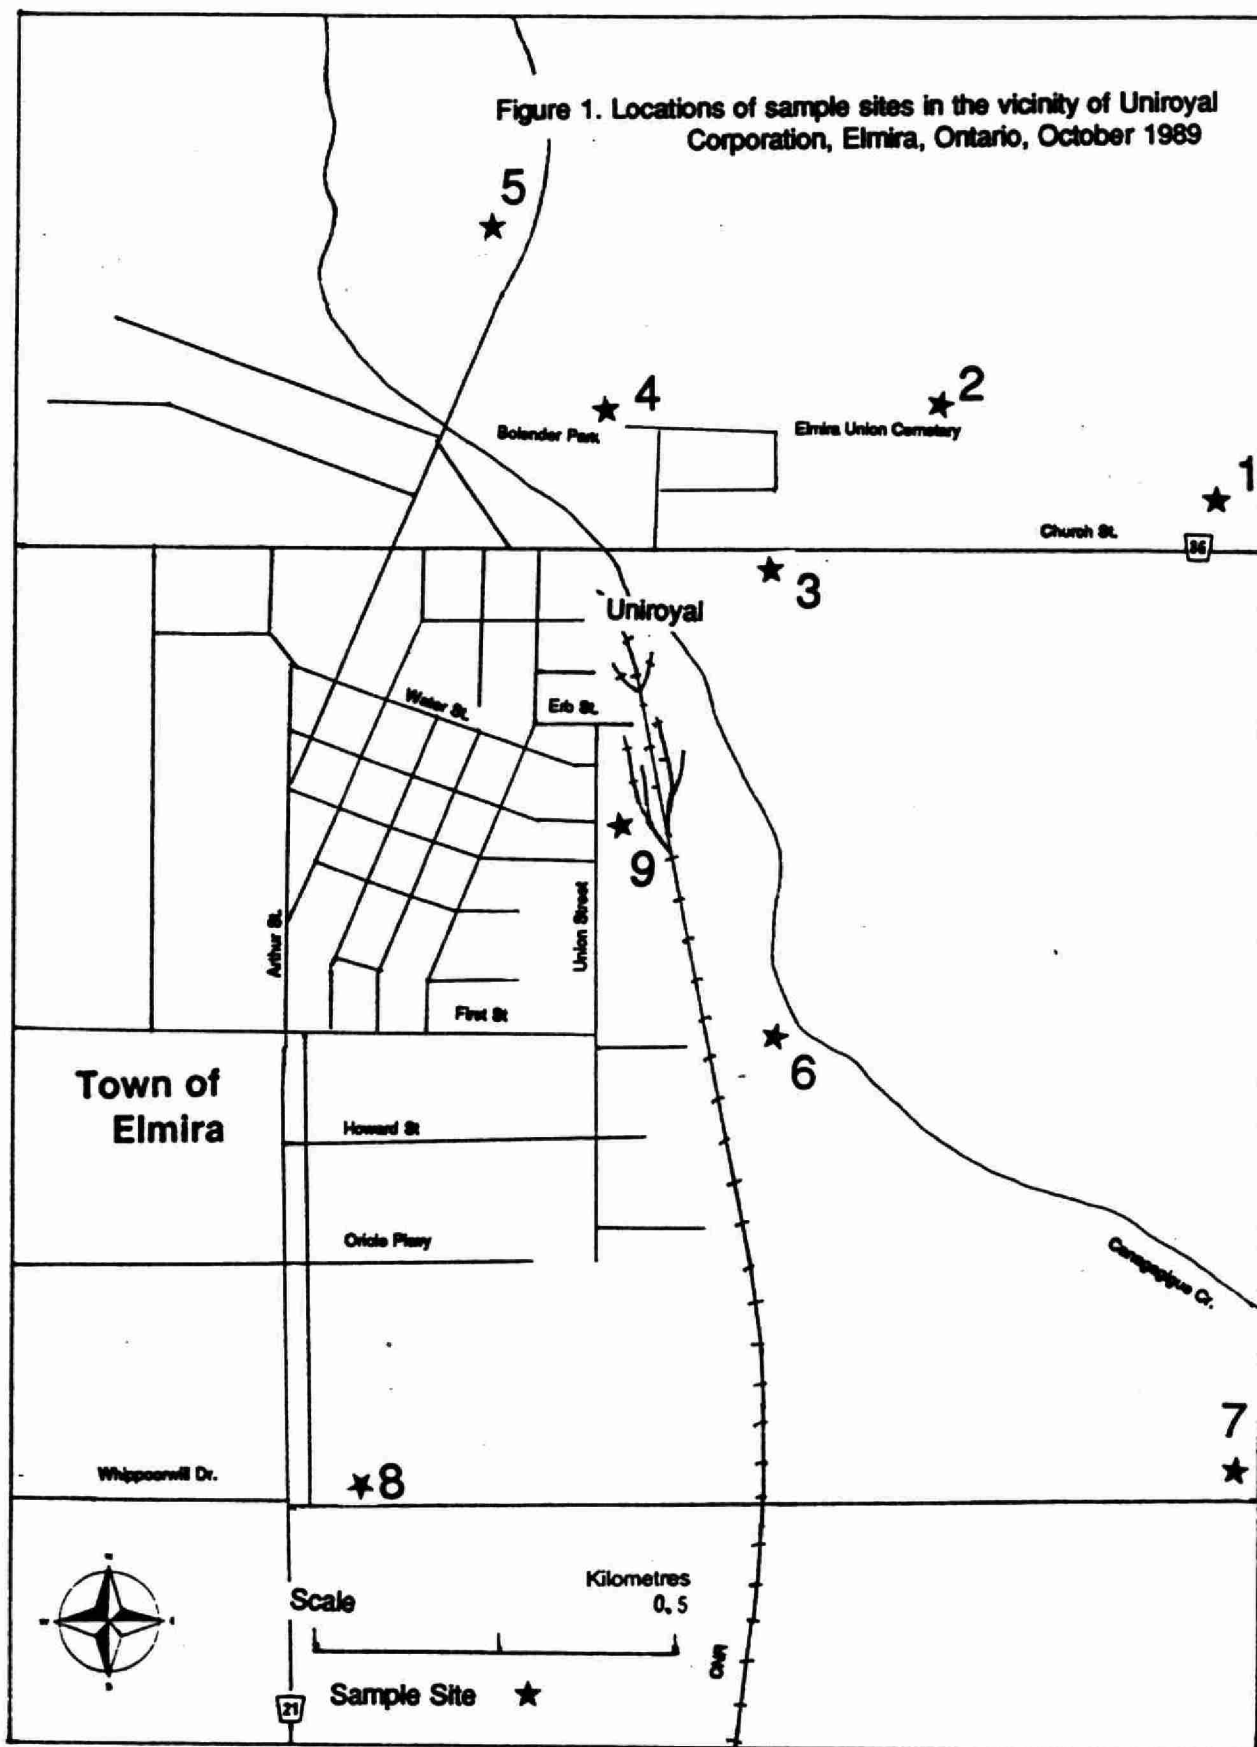 Figure 1. Locations of sample sites in the vicinity of Uniroyal
Corporation, Elmira, Ontario, October 1989
5
4
2
Bolender Park
Elmira Union Cemetary
1
Church St.
86
3
Uniroyal
Water St.
Erb St.
9
Union Street
Arthur St.
First St
6
Town of
Elmira
Howard St
Oriole Pkwy
Canagagigue Cr.
7
Whippoorwill Dr.
8
Scale
Kilometres
0.5
CNR
Sample Site
21